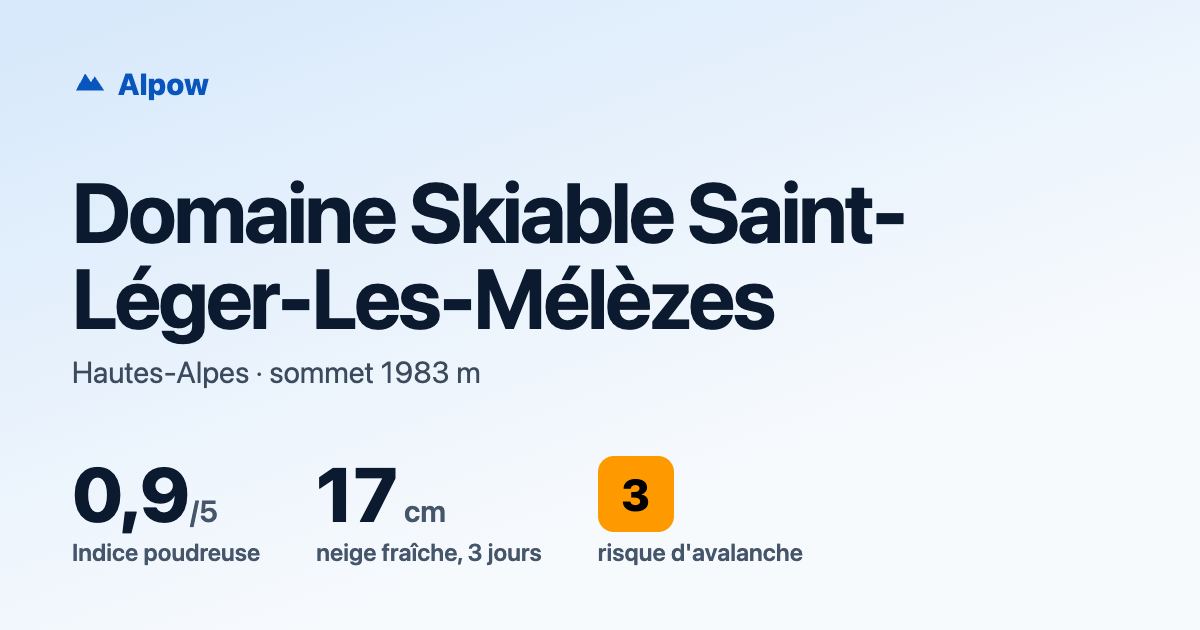 Alpow
Domaine Skiable Saint-
Léger-Les-Mélèzes
Hautes-Alpes · sommet 1983 m
0,9/5
Indice poudreuse
17 cm
neige fraîche, 3 jours
3
risque d'avalanche